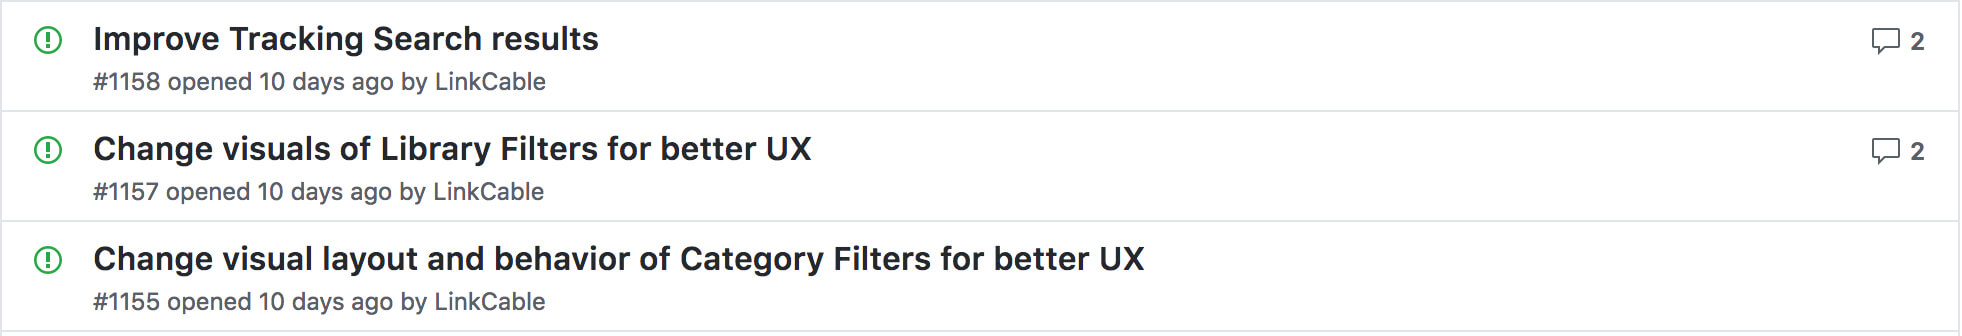 Improve Tracking Search results
2
#1158 opened 10 days ago by LinkCable
Change visuals of Library Filters for better UX
2
#1157 opened 10 days ago by LinkCable
Change visual layout and behavior of Category Filters for better UX
#1155 opened 10 days ago by LinkCable